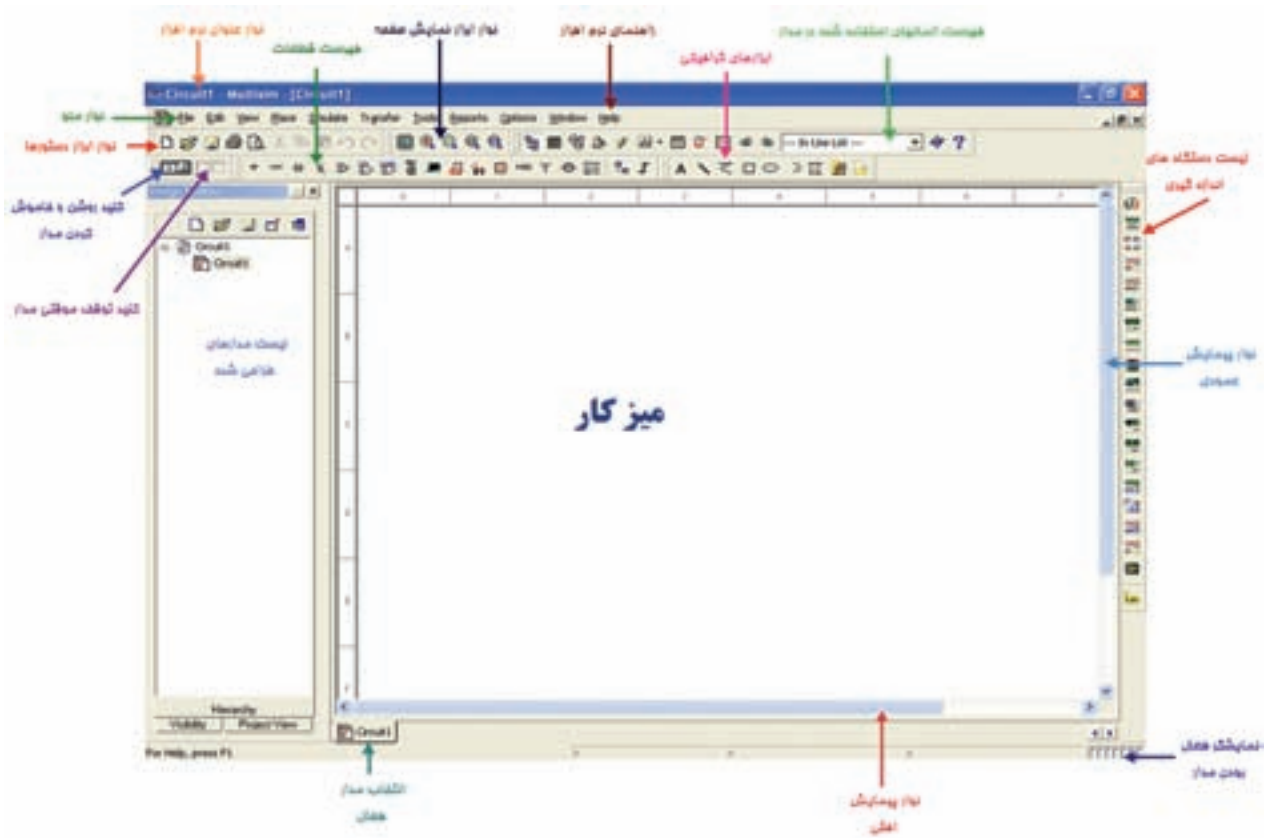 نوار عنوان نرم افزار
فهرست قطعات
نوار ابزار نمایش صفحه
راهنمای نرم افزار
ابزارهای گرافیکی
فهرست المانهای استفاده شده در مدار
Circuit1 - Multisim - [Circuit1]
نوار منو
File Edit View Place Simulate Transfer Tools Reports Options Window Help
نوار ابزار دستورها
--- In Use List ---
لیست دستگاه های
اندازه گیری
کلید روشن و خاموش
کردن مدار
Circuit1
Circuit1
کلید توقف موقتی مدار
لیست مدارهای
طراحی شده
نوار پیمایش
عمودی
میز کار
Hierarchy
Visibility Project View
Circuit1
For Help, press F1
نمایشگر فعال
بودن مدار
انتخاب مدار
فعال
نوار پیمایش
افقی